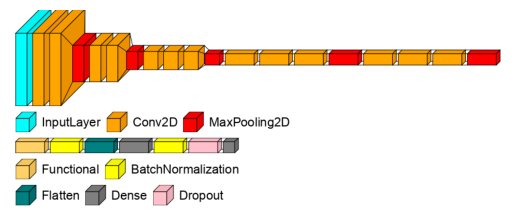 InputLayer Conv2D MaxPooling2D
Functional BatchNormalization
Flatten Dense Dropout